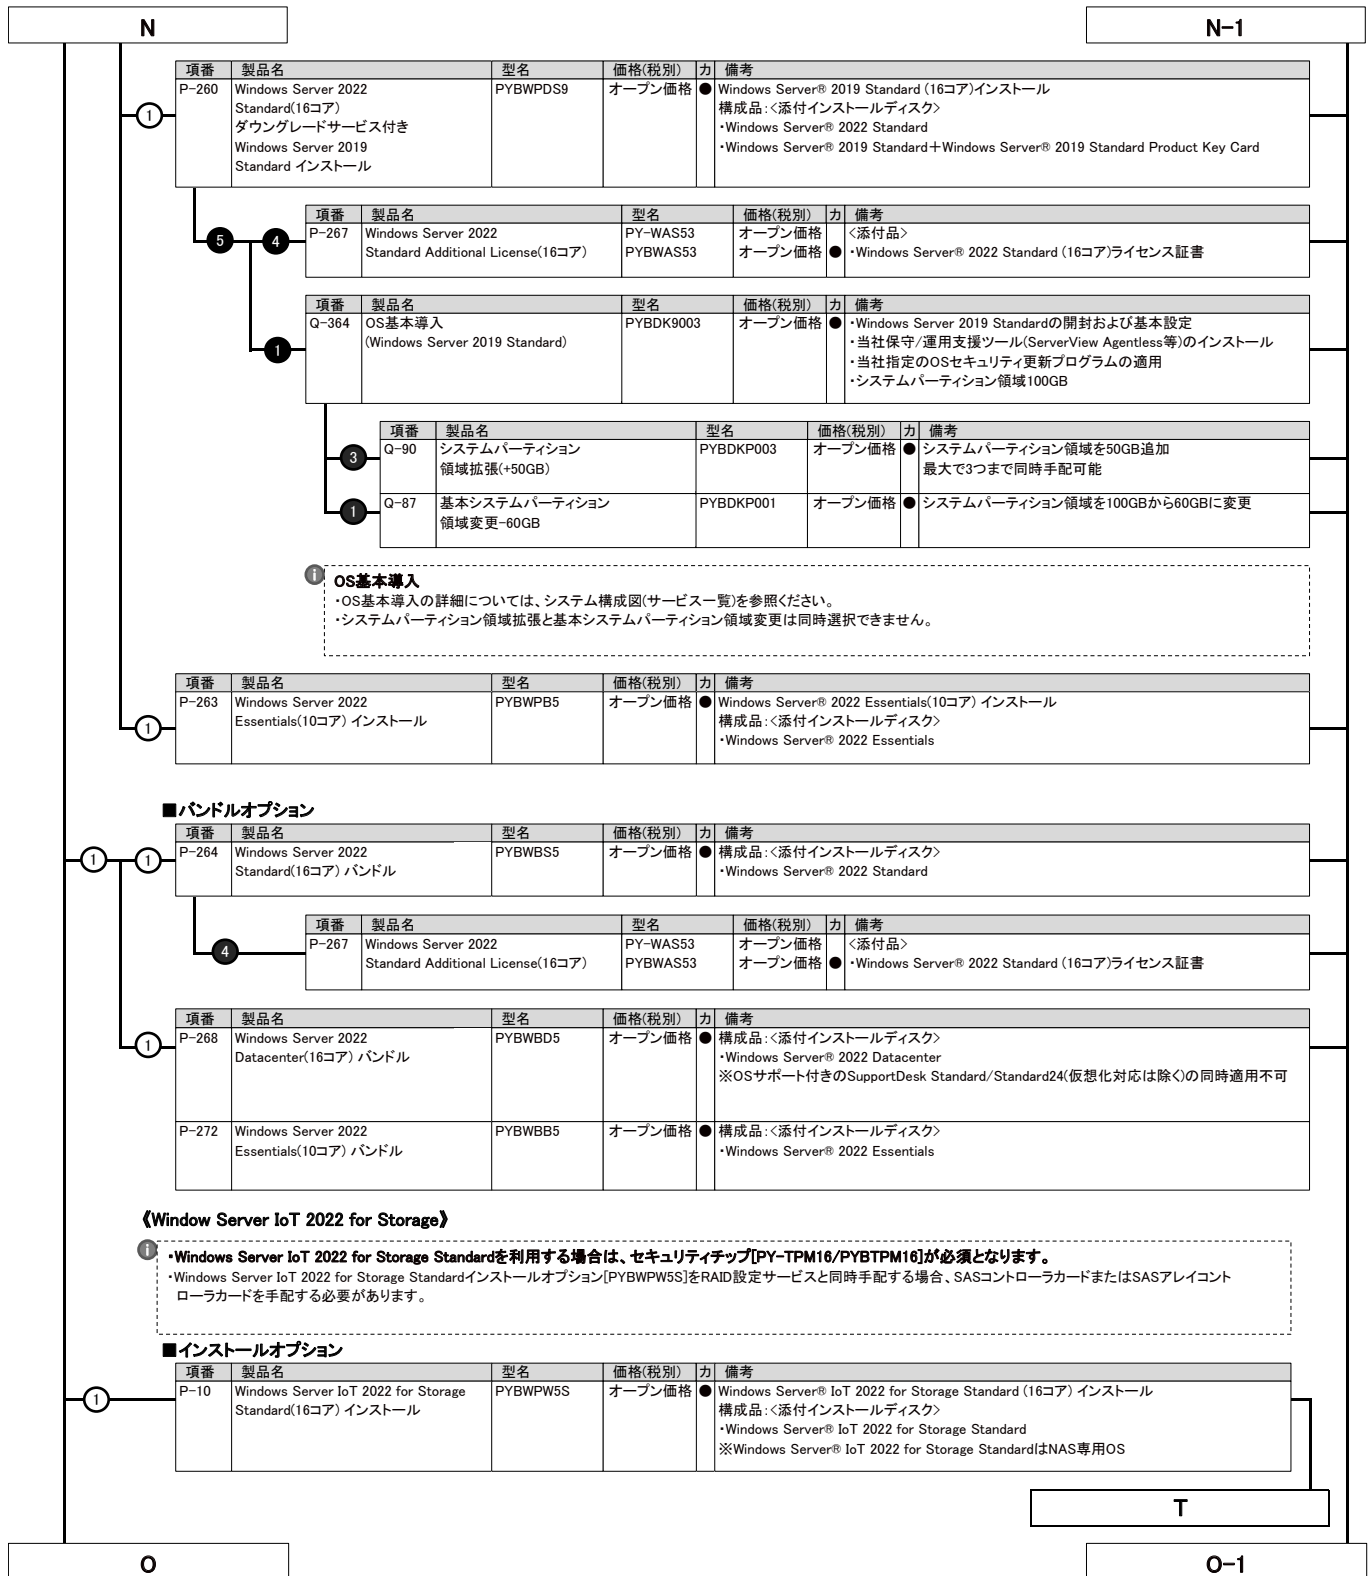 N
N-1
項番 製品名 型名 価格(税別) カ 備考
P-260 Windows Server 2022 PYBWPDS9 オープン価格 ● Windows Server® 2019 Standard (16コア)インストール
Standard(16コア) 構成品:<添付インストールディスク>
ダウングレードサービス付き ・Windows Server® 2022 Standard
Windows Server 2019 ・Windows Server® 2019 Standard+Windows Server® 2019 Standard Product Key Card
Standard インストール
1
項番 製品名 型名 価格(税別) カ 備考
5 4 P-267 Windows Server 2022 PY-WAS53 オープン価格 <添付品>
Standard Additional License(16コア) PYBWAS53 オープン価格 ● ・Windows Server® 2022 Standard (16コア)ライセンス証書
項番 製品名 型名 価格(税別) カ 備考
Q-364 OS基本導入 PYBDK9003 オープン価格 ● ・Windows Server 2019 Standardの開封および基本設定
(Windows Server 2019 Standard) ・当社保守/運用支援ツール(ServerView Agentless等)のインストール
1 ・当社指定のOSセキュリティ更新プログラムの適用
・システムパーティション領域100GB
項番 製品名 型名 価格(税別) カ 備考
3 Q-90 システムパーティション PYBDKP003 オープン価格 ● システムパーティション領域を50GB追加
領域拡張(+50GB) 最大で3つまで同時手配可能
1 Q-87 基本システムパーティション PYBDKP001 オープン価格 ● システムパーティション領域を100GBから60GBに変更
領域変更-60GB
i OS基本導入
・OS基本導入の詳細については、システム構成図(サービス一覧)を参照ください。
・システムパーティション領域拡張と基本システムパーティション領域変更は同時選択できません。
項番 製品名 型名 価格(税別) カ 備考
P-263 Windows Server 2022 PYBWPB5 オープン価格 ● Windows Server® 2022 Essentials(10コア) インストール
Essentials(10コア) インストール 構成品:<添付インストールディスク>
1 ・Windows Server® 2022 Essentials
■バンドルオプション
項番 製品名 型名 価格(税別) カ 備考
1 1 P-264 Windows Server 2022 PYBWBS5 オープン価格 ● 構成品:<添付インストールディスク>
Standard(16コア) バンドル ・Windows Server® 2022 Standard
項番 製品名 型名 価格(税別) カ 備考
4 P-267 Windows Server 2022 PY-WAS53 オープン価格 <添付品>
Standard Additional License(16コア) PYBWAS53 オープン価格 ● ・Windows Server® 2022 Standard (16コア)ライセンス証書
項番 製品名 型名 価格(税別) カ 備考
1 P-268 Windows Server 2022 PYBWBD5 オープン価格 ● 構成品:<添付インストールディスク>
Datacenter(16コア) バンドル ・Windows Server® 2022 Datacenter
※OSサポート付きのSupportDesk Standard/Standard24(仮想化対応は除く)の同時適用不可
P-272 Windows Server 2022 PYBWBB5 オープン価格 ● 構成品:<添付インストールディスク>
Essentials(10コア) バンドル ・Windows Server® 2022 Essentials
《Window Server IoT 2022 for Storage》
i ・Windows Server IoT 2022 for Storage Standardを利用する場合は、セキュリティチップ[PY-TPM16/PYBTPM16]が必須となります。
・Windows Server IoT 2022 for Storage Standardインストールオプション[PYBWPW5S]をRAID設定サービスと同時手配する場合、SASコントローラカードまたはSASアレイコント
ローラカードを手配する必要があります。
■インストールオプション
項番 製品名 型名 価格(税別) カ 備考
1 P-10 Windows Server IoT 2022 for Storage PYBWPW5S オープン価格 ● Windows Server® IoT 2022 for Storage Standard (16コア) インストール
Standard(16コア) インストール 構成品:<添付インストールディスク>
・Windows Server® IoT 2022 for Storage Standard
※Windows Server® IoT 2022 for Storage StandardはNAS専用OS
T
O
O-1